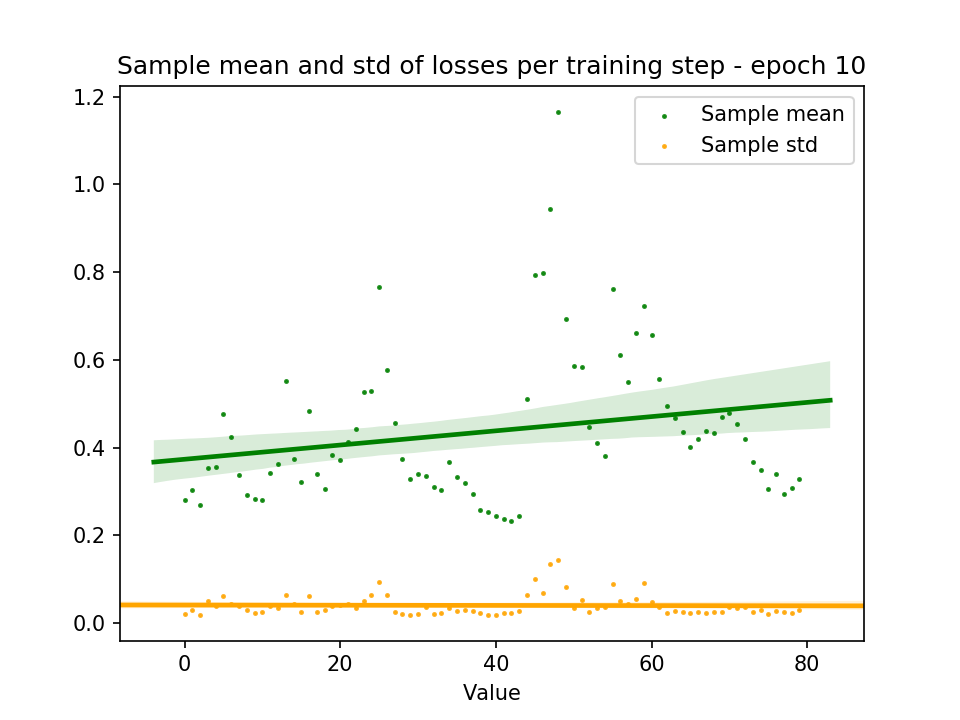 Sample mean and std of losses per training step - epoch 10
1.2
1.0
0.8
0.6
0.4
0.2
0.0
Sample mean
Sample std
0 20 40 60 80
Value